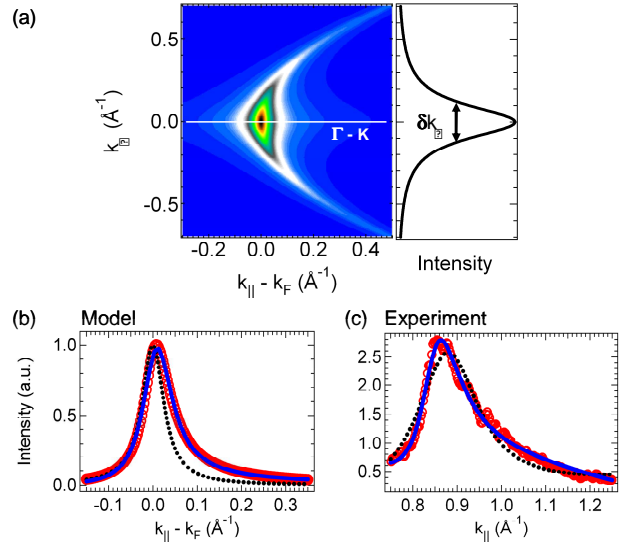 (a)
0.5
0.0
-0.5
k⍰ (Å⁻¹)
Γ - K
δk⍰
-0.2 0.0 0.2 0.4
k|| - kF (Å⁻¹)
Intensity
(b) Model
1.0
0.5
0.0
Intensity (a.u.)
-0.1 0.0 0.1 0.2 0.3
k|| - kF (Å⁻¹)
(c) Experiment
2.5
2.0
1.5
1.0
0.5
0.8 0.9 1.0 1.1 1.2
k|| (Å¹)